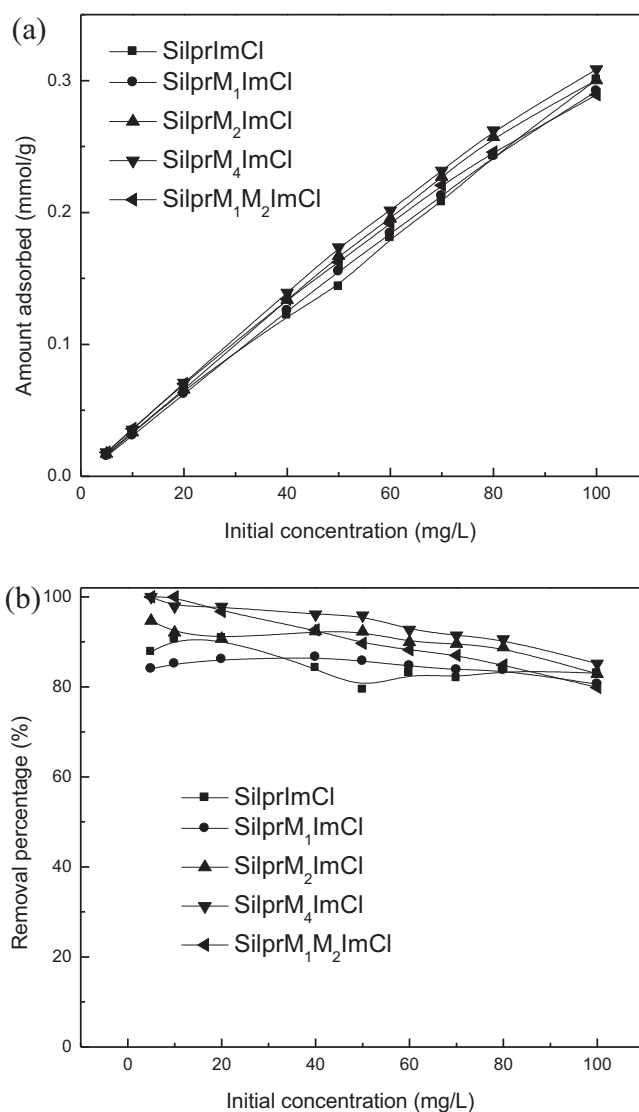 (a)
SilprImCl
SilprM₁ImCl
SilprM₂ImCl
SilprM₄ImCl
SilprM₁M₂ImCl
Amount adsorbed (mmol/g)
0.3
0.2
0.1
0.0
0 20 40 60 80 100
Initial concentration (mg/L)
(b)
SilprImCl
SilprM₁ImCl
SilprM₂ImCl
SilprM₄ImCl
SilprM₁M₂ImCl
Removal percentage (%)
100
80
60
40
20
0
0 20 40 60 80 100
Initial concentration (mg/L)